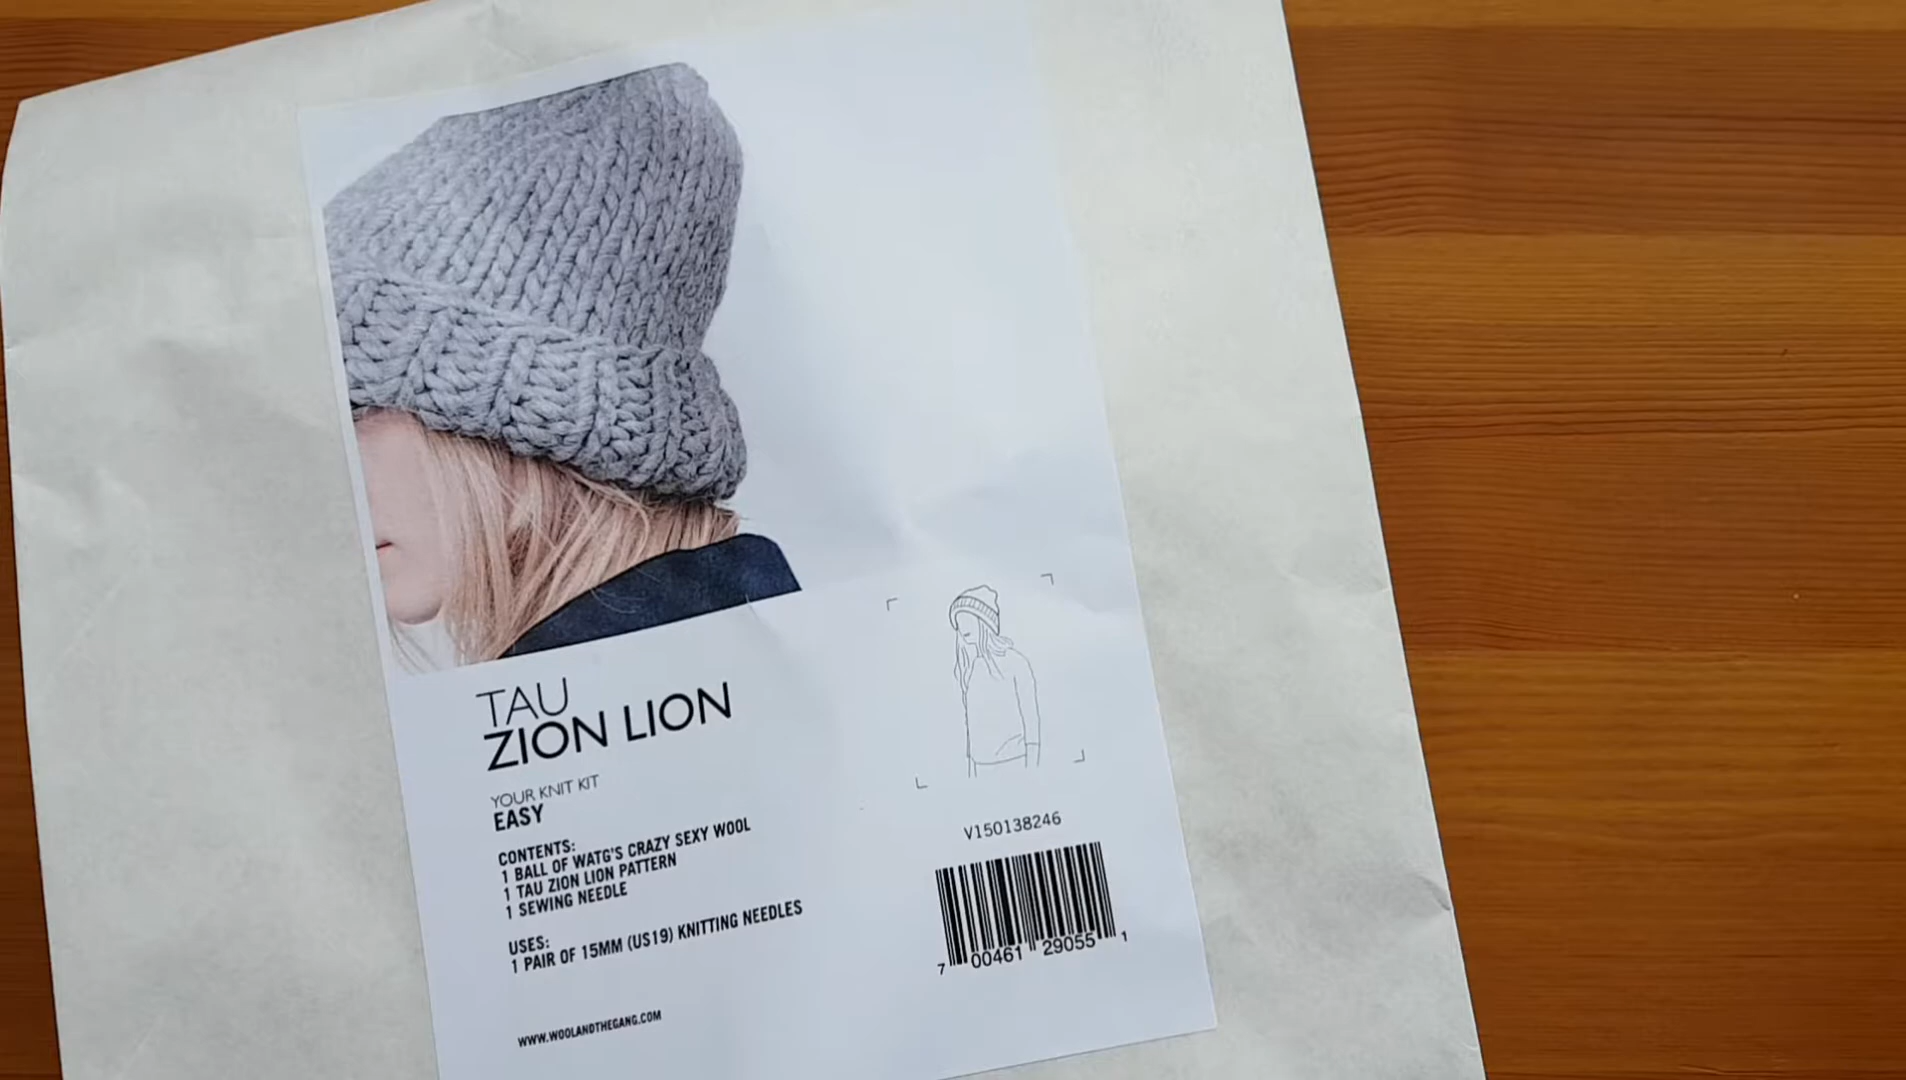 TAU
ZION LION
YOUR KNIT KIT
EASY
CONTENTS:
1 BALL OF WATG'S CRAZY SEXY WOOL
1 TAU ZION LION PATTERN
1 SEWING NEEDLE
USES:
1 PAIR OF 15MM (US19) KNITTING NEEDLES
WWW.WOOLANDTHEGANG.COM
V150138246
7 00461 29055 1